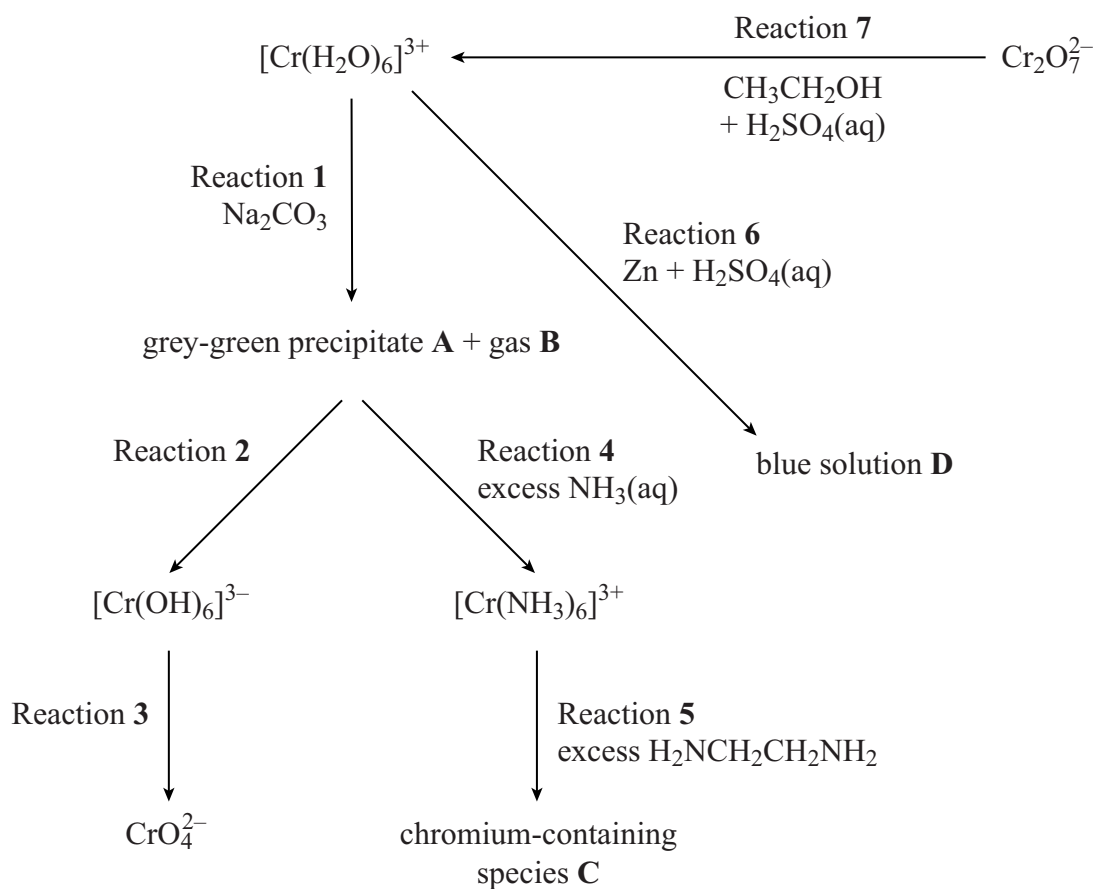 Reaction 7
[Cr(H₂O)₆]³⁺
Cr₂O₇²⁻
CH₃CH₂OH
+ H₂SO₄(aq)
Reaction 1
Na₂CO₃
Reaction 6
Zn + H₂SO₄(aq)
grey-green precipitate A + gas B
Reaction 2
Reaction 4
excess NH₃(aq)
blue solution D
[Cr(OH)₆]³⁻
[Cr(NH₃)₆]³⁺
Reaction 3
Reaction 5
excess H₂NCH₂CH₂NH₂
CrO₄²⁻
chromium-containing
species C